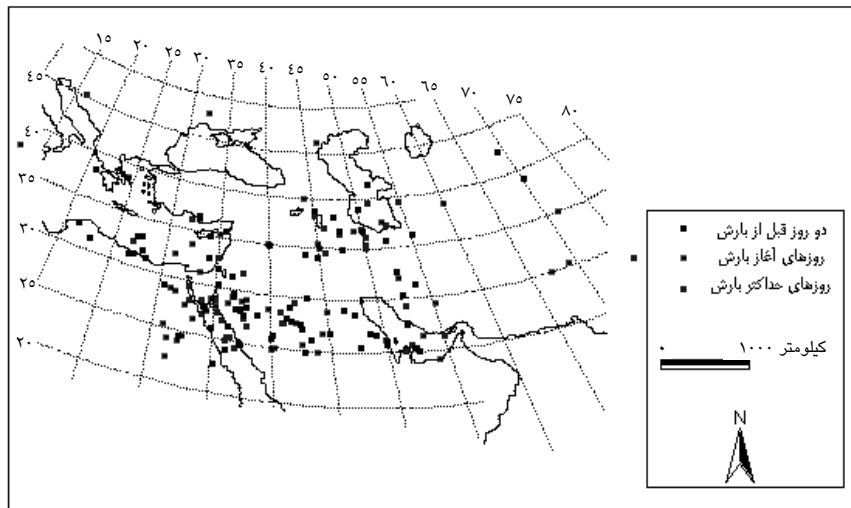 ۱۵ ۲۰ ۲۵ ۳۰ ۳۵ ۴۰ ۴۵ ۵۰ ۵۵ ۶۰ ۶۵ ۷۰ ۷۵ ۸۰
۴۵
۴۰
۳۵
۳۰
۲۵
۲۰
دو روز قبل از بارش
روزهای آغاز بارش
روزهای حداکثر بارش
۰ ۱۰۰۰ کیلومتر
N